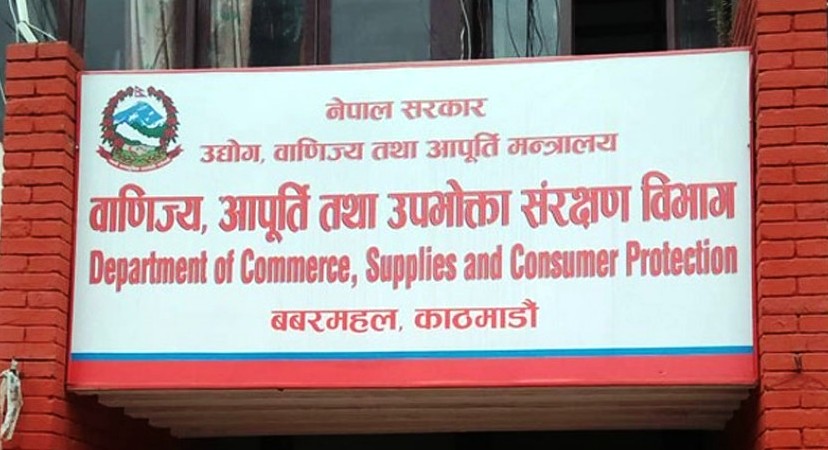 नेपाल सरकार
उद्योग, वाणिज्य तथा आपूर्ति मन्त्रालय
वाणिज्य, आपूर्ति तथा उपभोक्ता संरक्षण विभाग
Department of Commerce, Supplies and Consumer Protection
बबरमहल, काठमाडौं